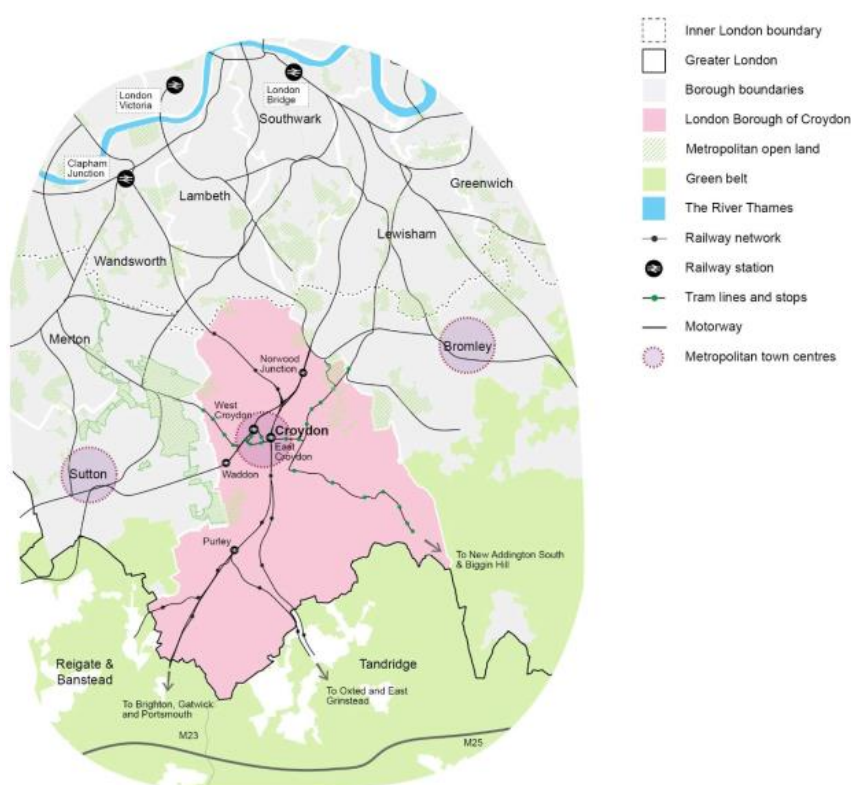 London
Victoria
London
Bridge
Southwark
Clapham
Junction
Lambeth
Greenwich
Lewisham
Wandsworth
Merton
Norwood
Junction
Bromley
West
Croydon
Croydon
East
Croydon
Sutton
Waddon
Purley
To New Addington South
& Biggin Hill
Reigate &
Banstead
Tandridge
To Brighton, Gatwick
and Portsmouth
To Oxted and East
Grinstead
M23
M25
Inner London boundary
Greater London
Borough boundaries
London Borough of Croydon
Metropolitan open land
Green belt
The River Thames
Railway network
Railway station
Tram lines and stops
Motorway
Metropolitan town centres